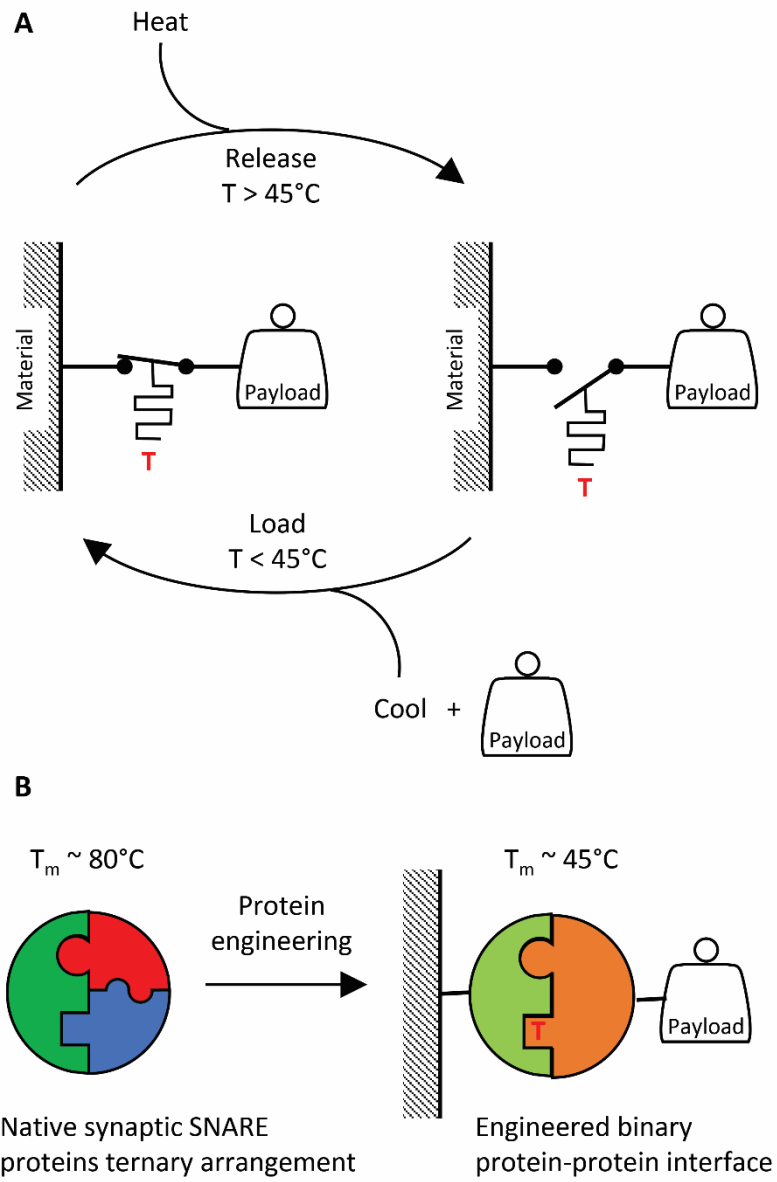 A
Heat
Release
T > 45°C
Material
Payload
T
Material
Payload
T
Load
T < 45°C
Cool +
Payload
B
Tm ~ 80°C
Protein
engineering
Tm ~ 45°C
T
Payload
Native synaptic SNARE
proteins ternary arrangement
Engineered binary
protein-protein interface